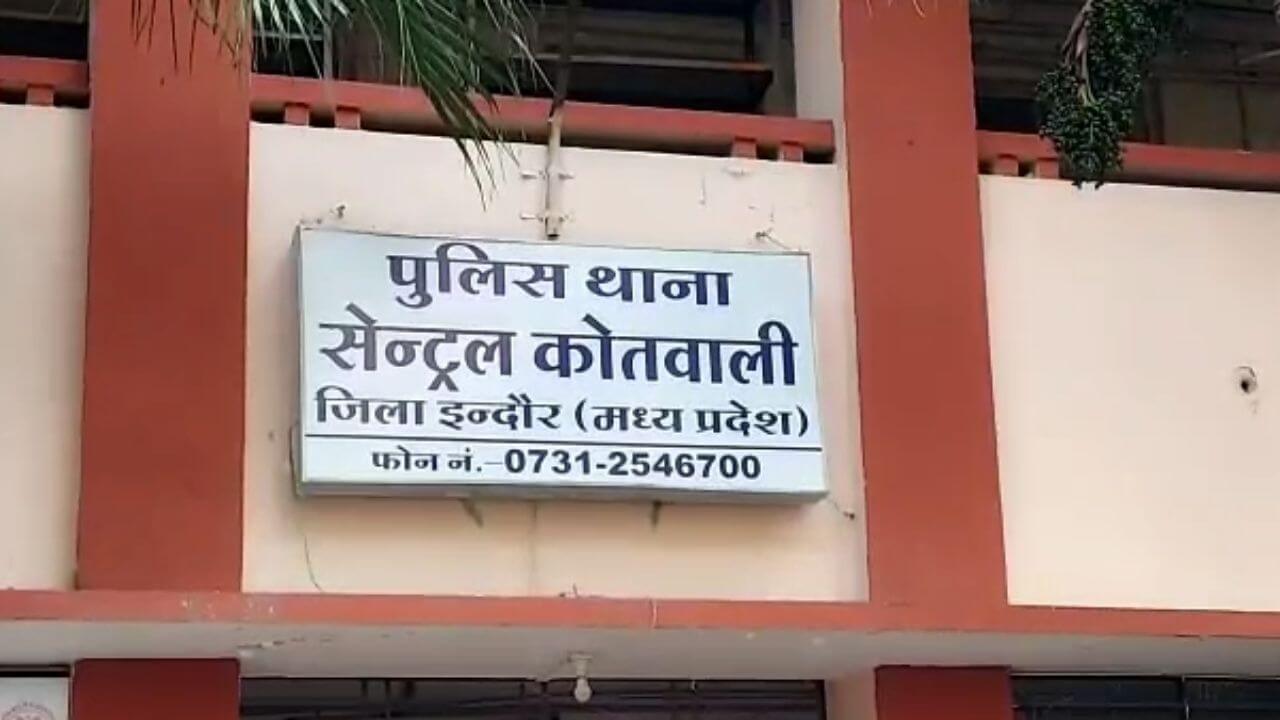 पुलिस थाना
सेन्ट्रल कोतवाली
जिला इन्दौर (मध्य प्रदेश)
फोन नं.-0731-2546700